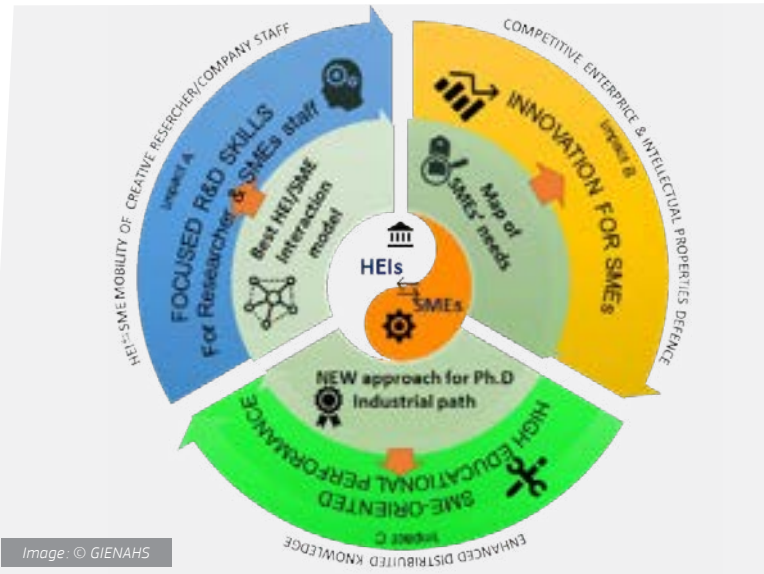 HEIs⇆SME MOBILITY OF CREATIVE RESERCHER/COMPANY STAFF
Impact A
FOCUSED R&D SKILLS
For Researcher & SMEs staff
Best HEI/SME
Interaction
model
COMPETITIVE ENTERPRICE & INTELLECTUAL PROPERTIES DEFENCE
Impact B
INNOVATION FOR SMEs
Map of
SMEs' needs
HEIs
SMEs
NEW approach for Ph.D
Industrial path
HIGH EDUCATIONAL PERFORMANCE
SME-ORIENTED
Impact C
ENHANCED DISTRIBUITED KNOWLEDGE
Image: © GIENAHS